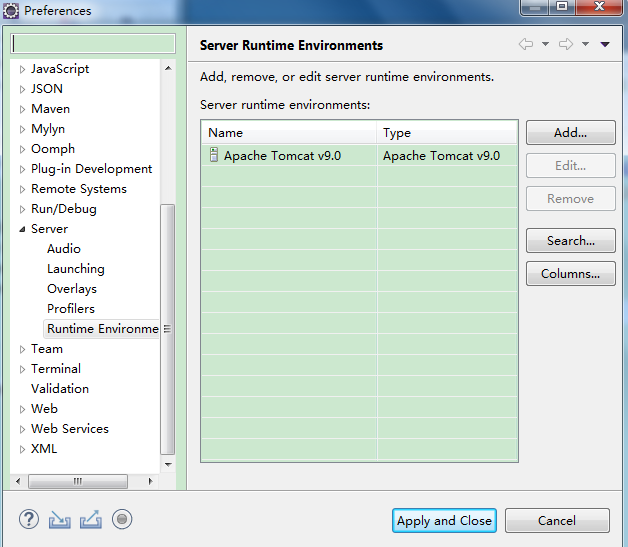 Preferences
Server Runtime Environments
Add, remove, or edit server runtime environments.
Server runtime environments:
Name Type
Apache Tomcat v9.0 Apache Tomcat v9.0
Add...
Edit...
Remove
Search...
Columns...
JavaScript
JSON
Maven
Mylyn
Oomph
Plug-in Development
Remote Systems
Run/Debug
Server
Audio
Launching
Overlays
Profilers
Runtime Environme
Team
Terminal
Validation
Web
Web Services
XML
Apply and Close
Cancel